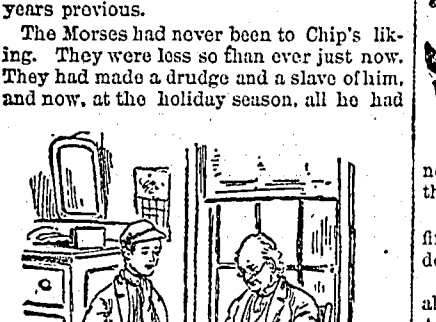 years previous.
The Morses had never been to Chip's lik-
ing. They were less so than ever just now.
They had made a drudge and a slave of him,
and now, at the holiday season, all he had